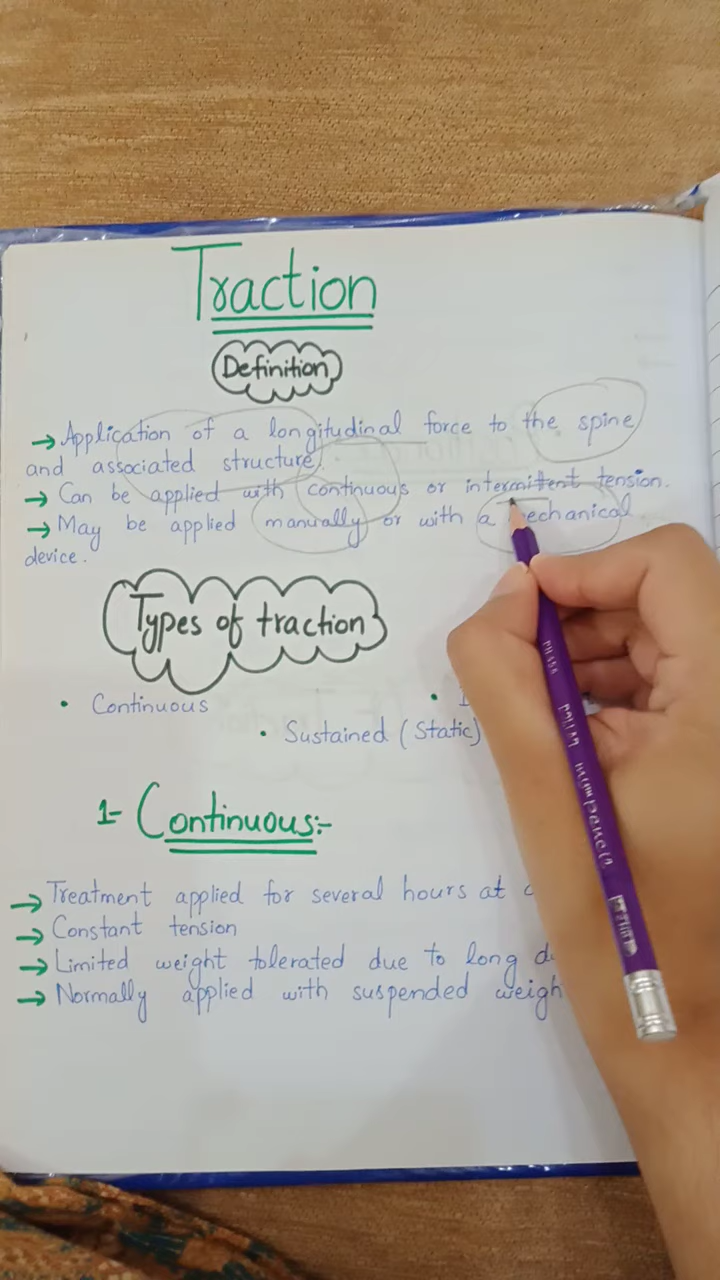 Traction
Definition
→ Application of a longitudinal force to the spine
and associated structure.
→ Can be applied with continuous or intermittent tension.
→ May be applied manually or with a mechanical
device.
Types of traction
• Continuous
• Sustained (Static)
1- Continuous:-
→ Treatment applied for several hours at
→ Constant tension
→ Limited weight tolerated due to long
→ Normally applied with suspended weigh